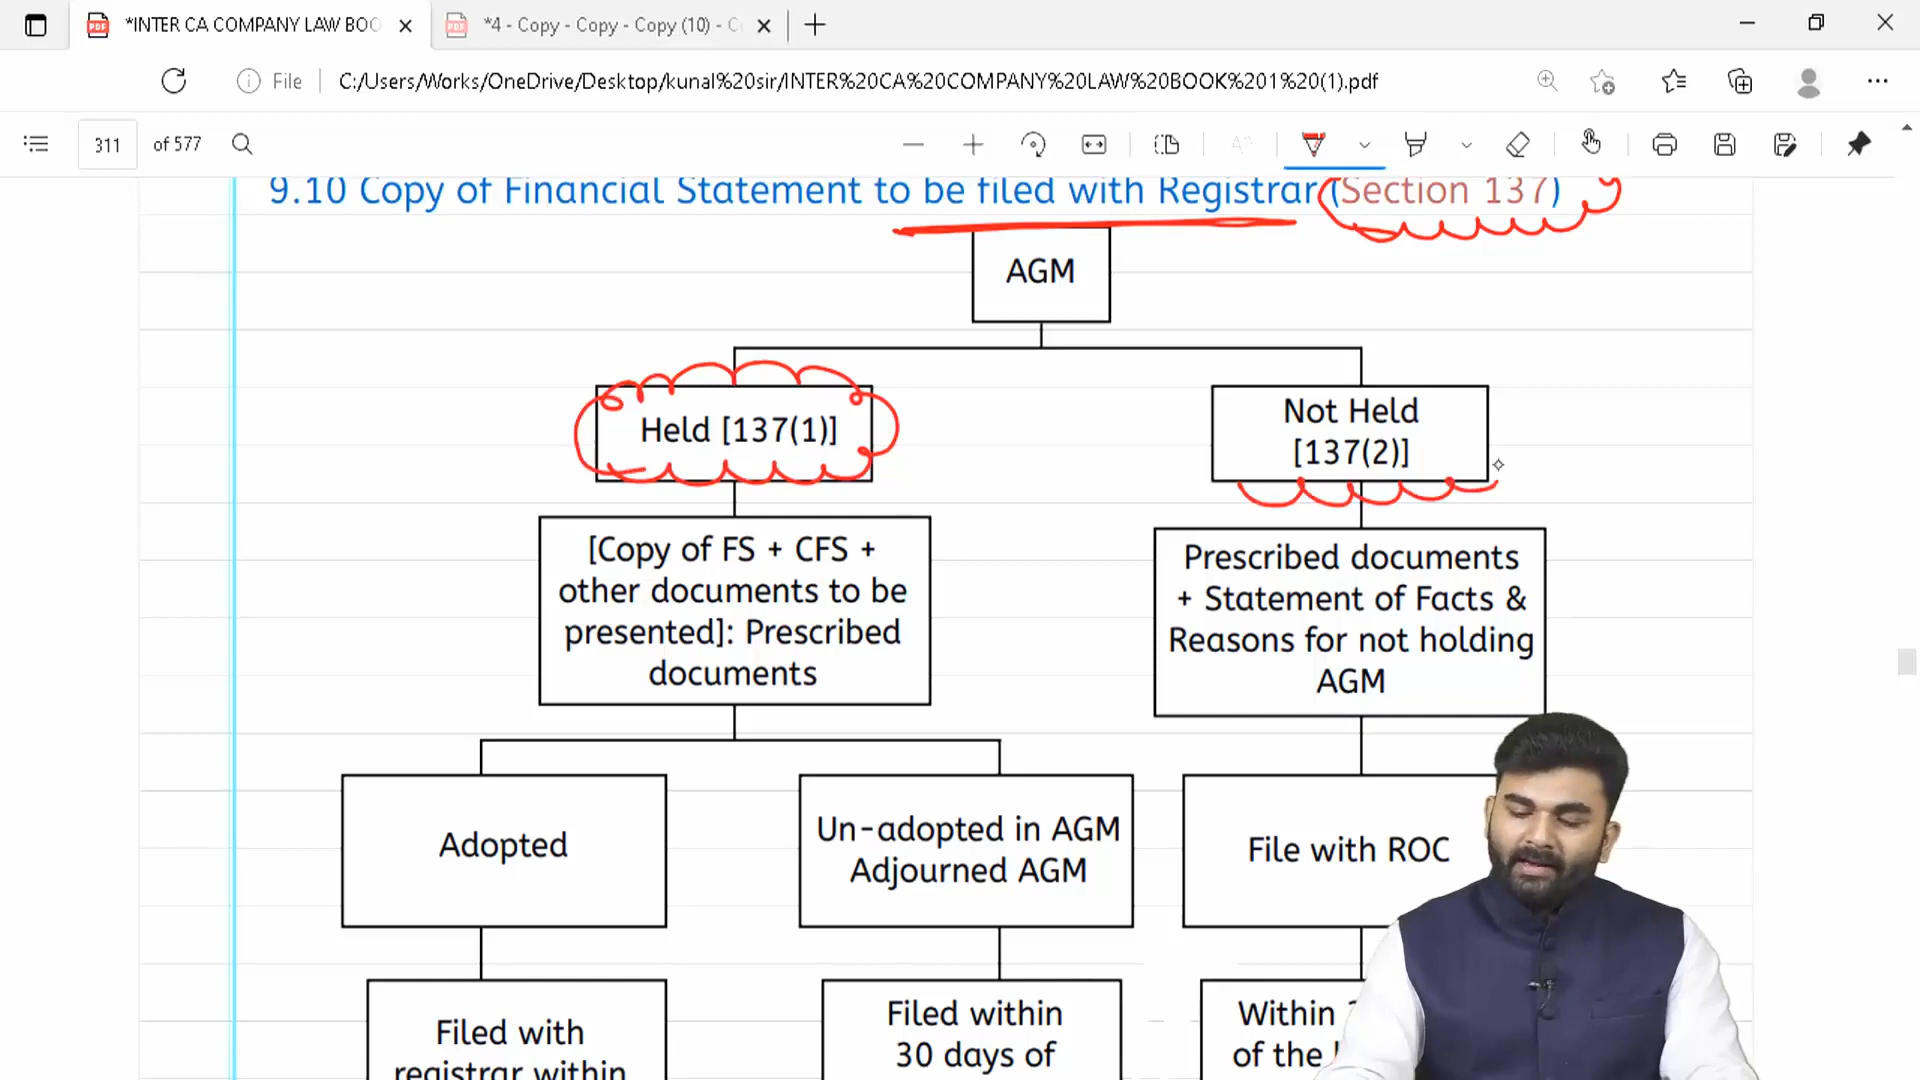 *INTER CA COMPANY LAW BOO
*4 - Copy - Copy - Copy (10) - C
File
C:/Users/Works/OneDrive/Desktop/kunal%20sir/INTER%20CA%20COMPANY%20LAW%20BOOK%201%20(1).pdf
311 of 577
9.10 Copy of Financial Statement to be filed with Registrar (Section 137)
AGM
Held [137(1)]
Not Held
[137(2)]
[Copy of FS + CFS +
other documents to be
presented]: Prescribed
documents
Prescribed documents
+ Statement of Facts &
Reasons for not holding
AGM
Adopted
Un-adopted in AGM
Adjourned AGM
File with ROC
Filed with
registrar within
Filed within
30 days of
Within
of the